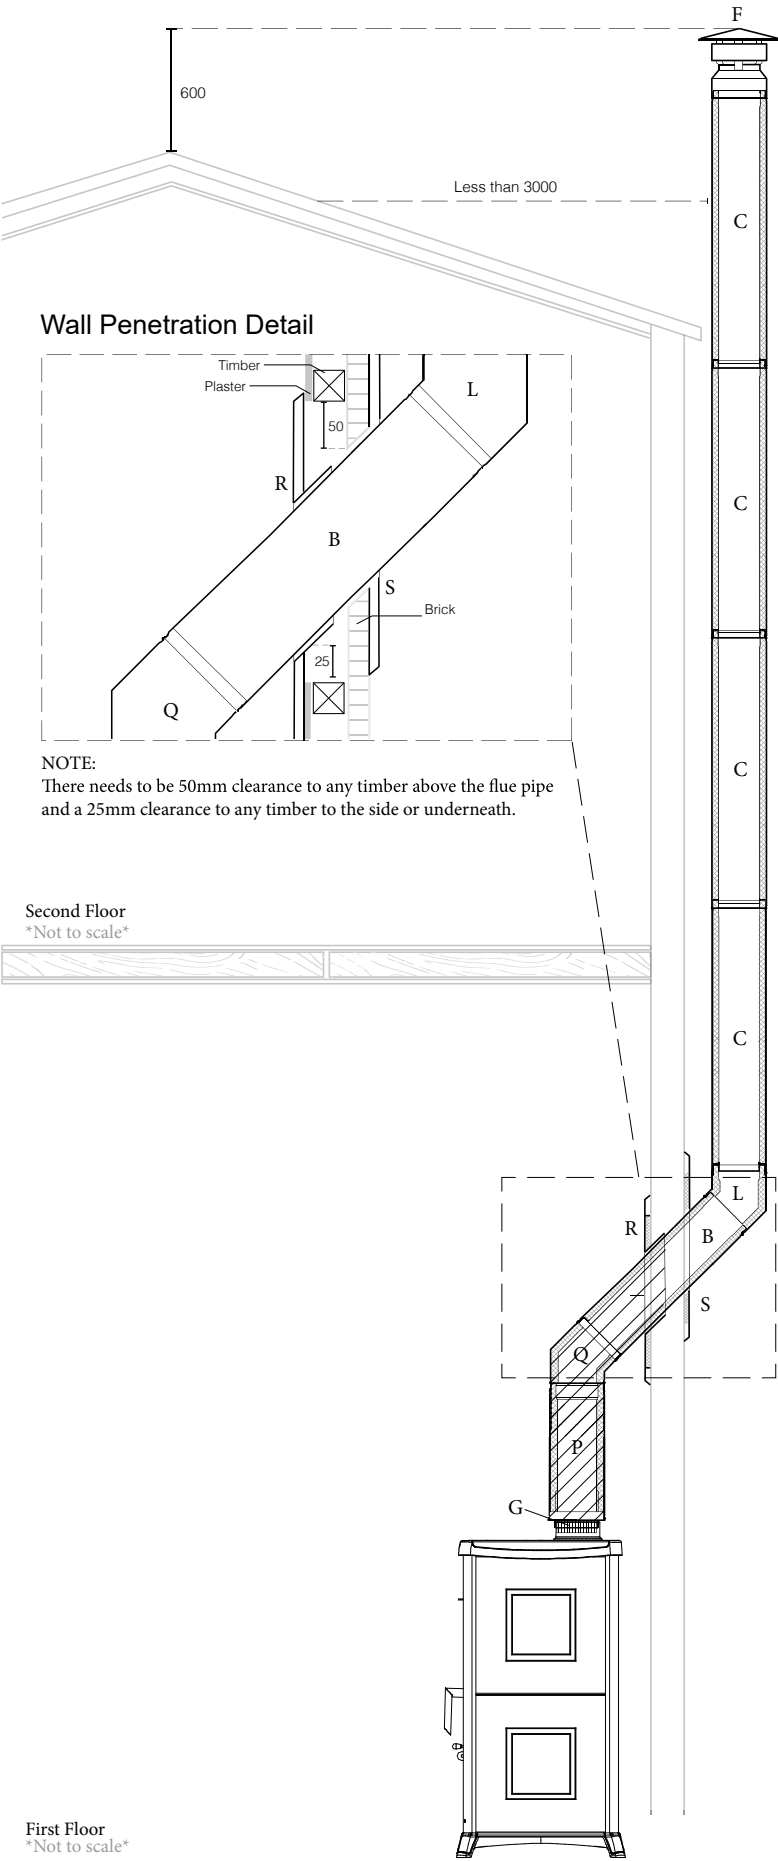 F
600
Less than 3000
C
Wall Penetration Detail
Timber
Plaster
L
50
R
C
B
S
Brick
25
Q
NOTE:
There needs to be 50mm clearance to any timber above the flue pipe
and a 25mm clearance to any timber to the side or underneath.
C
Second Floor
*Not to scale*
C
L
R
B
S
Q
P
G
First Floor
*Not to scale*